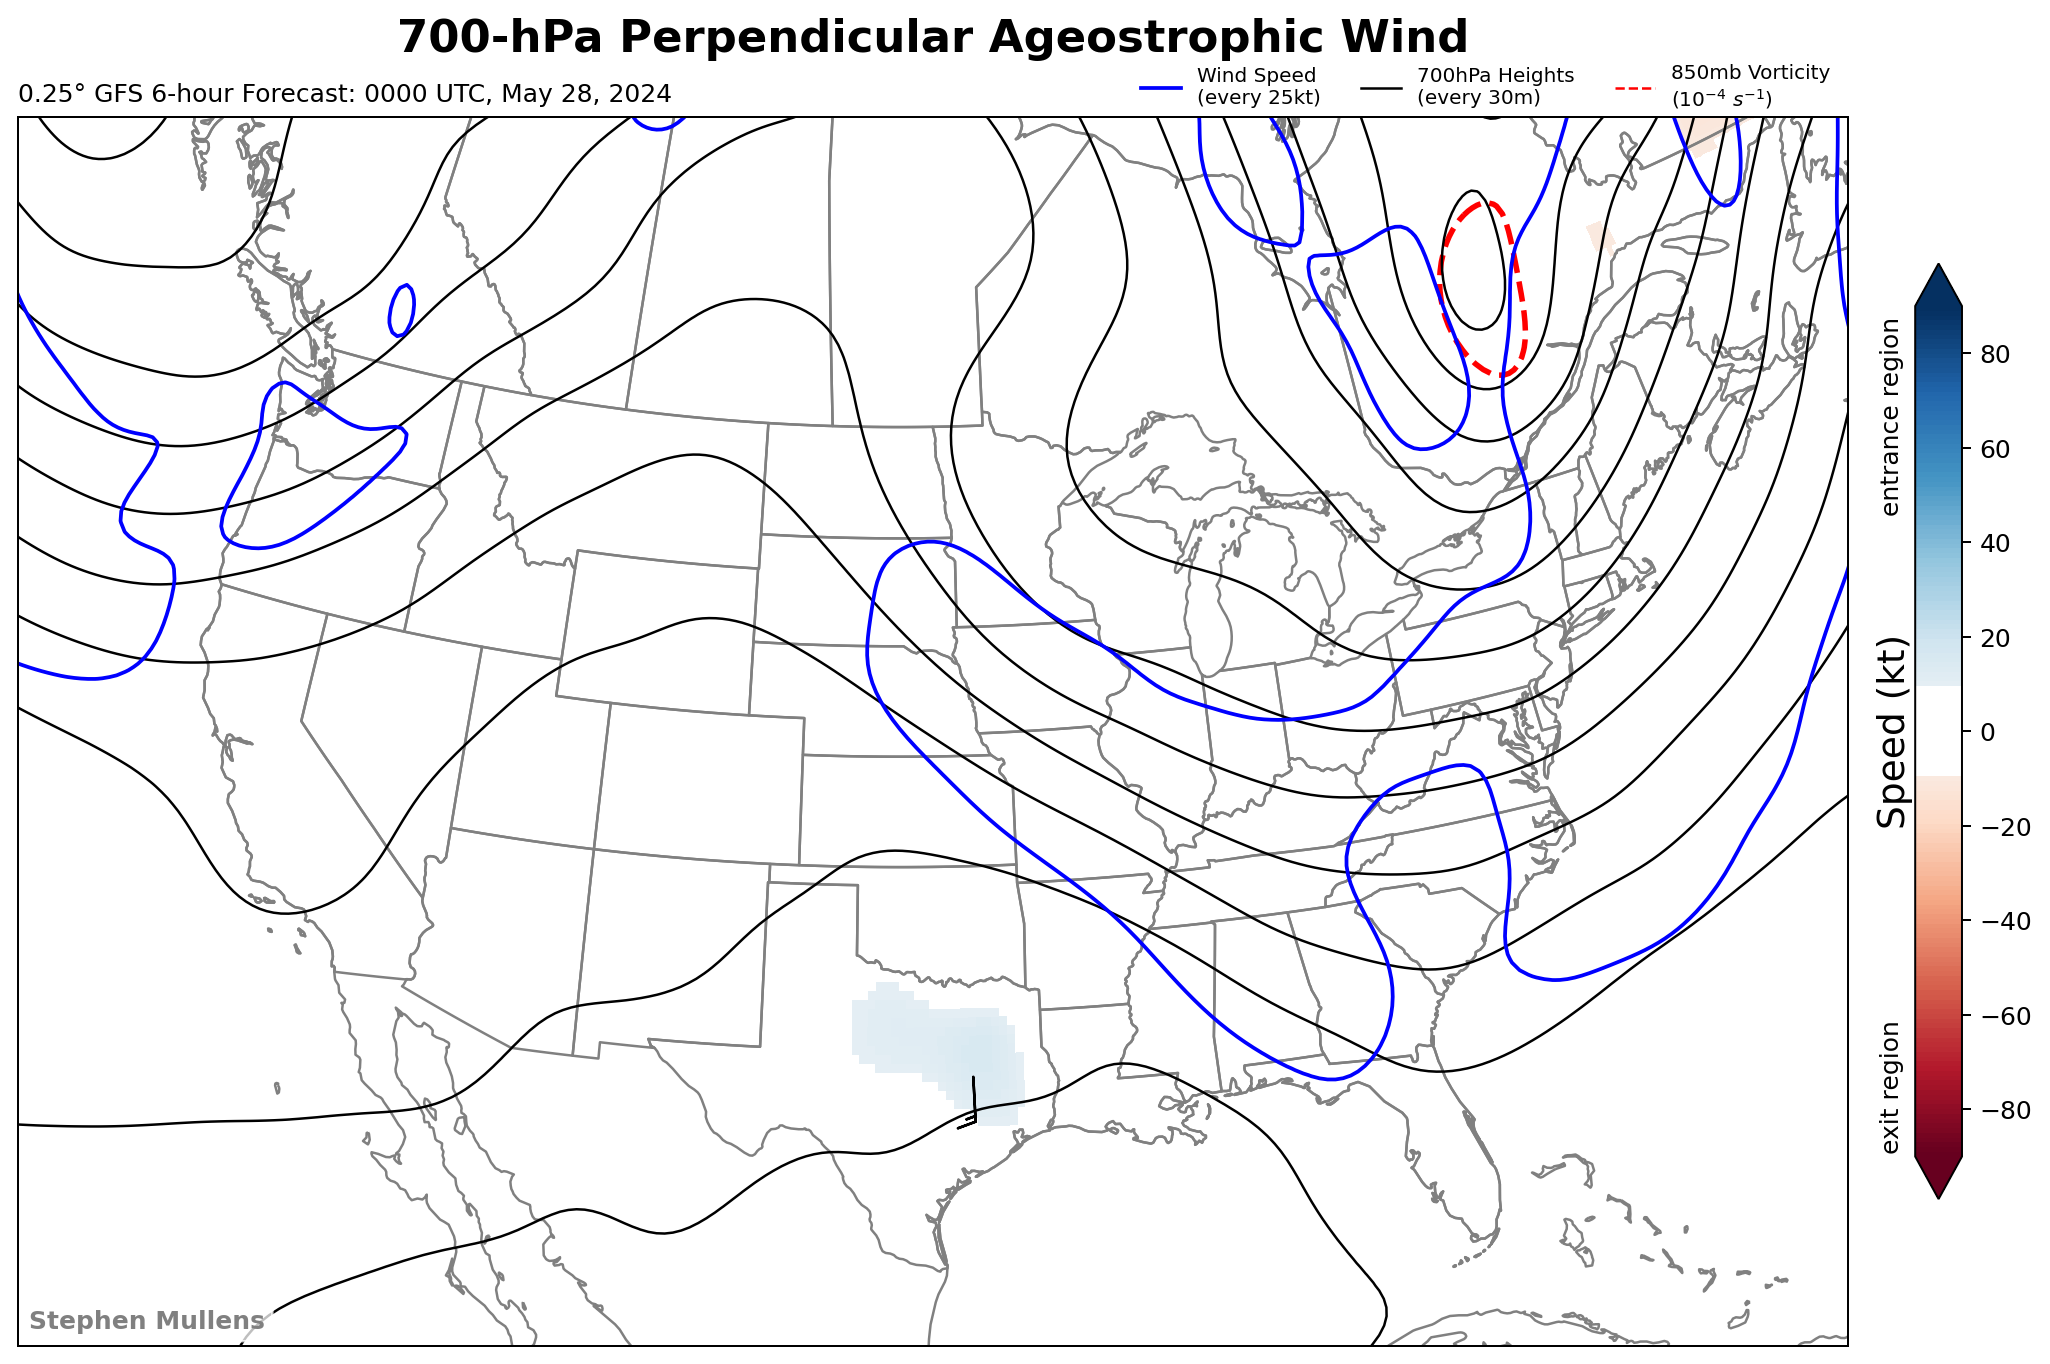 700-hPa Perpendicular Ageostrophic Wind
0.25° GFS 6-hour Forecast: 0000 UTC, May 28, 2024
Wind Speed
(every 25kt)
700hPa Heights
(every 30m)
850mb Vorticity
(10⁻⁴ s⁻¹)
entrance region
Speed (kt)
exit region
80
60
40
20
0
−20
−40
−60
−80
Stephen Mullens